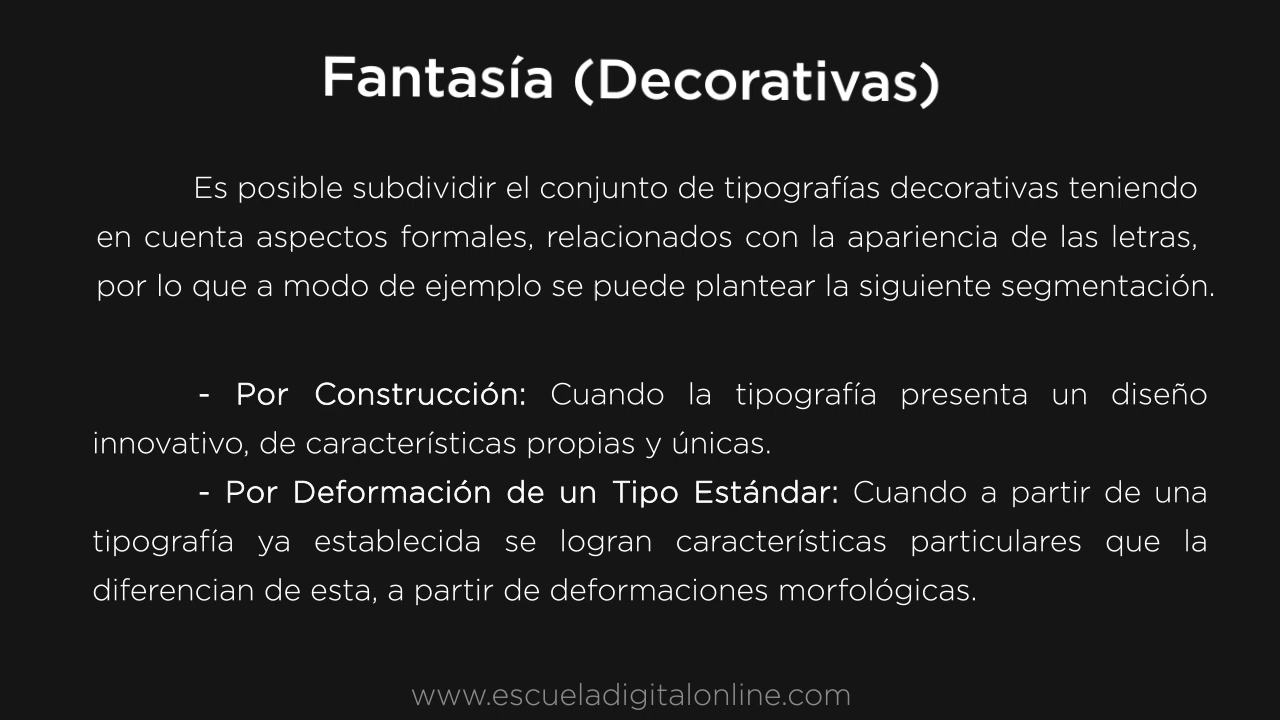 Fantasía (Decorativas)
Es posible subdividir el conjunto de tipografías decorativas teniendo
en cuenta aspectos formales, relacionados con la apariencia de las letras,
por lo que a modo de ejemplo se puede plantear la siguiente segmentación.
- Por Construcción: Cuando la tipografía presenta un diseño
innovativo, de características propias y únicas.
- Por Deformación de un Tipo Estándar: Cuando a partir de una
tipografía ya establecida se logran características particulares que la
diferencian de esta, a partir de deformaciones morfológicas.
www.escueladigitalonline.com